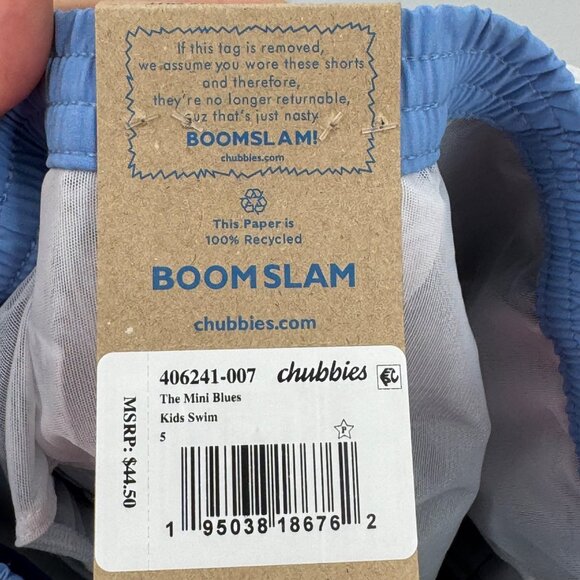 If this tag is removed,
we assume you wore these shorts
and therefore,
they're no longer returnable,
cuz that's just nasty
BOOMSLAM!
chubbies.com
This Paper is
100% Recycled
BOOMSLAM
chubbies.com
406241-007 chubbies
The Mini Blues
Kids Swim
5
P
MSRP: $44.50
1 95038 18676 2